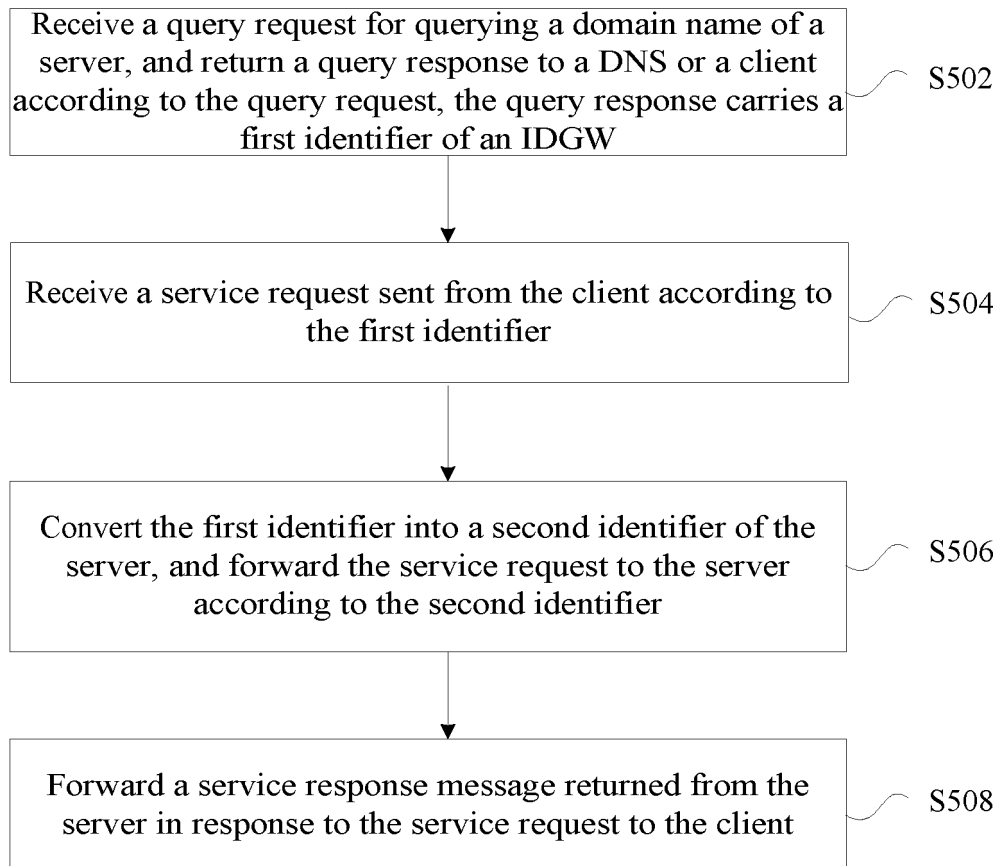 Receive a query request for querying a domain name of a
server, and return a query response to a DNS or a client
according to the query request, the query response carries a
first identifier of an IDGW
S502
Receive a service request sent from the client according to
the first identifier
S504
Convert the first identifier into a second identifier of the
server, and forward the service request to the server
according to the second identifier
S506
Forward a service response message returned from the
server in response to the service request to the client
S508